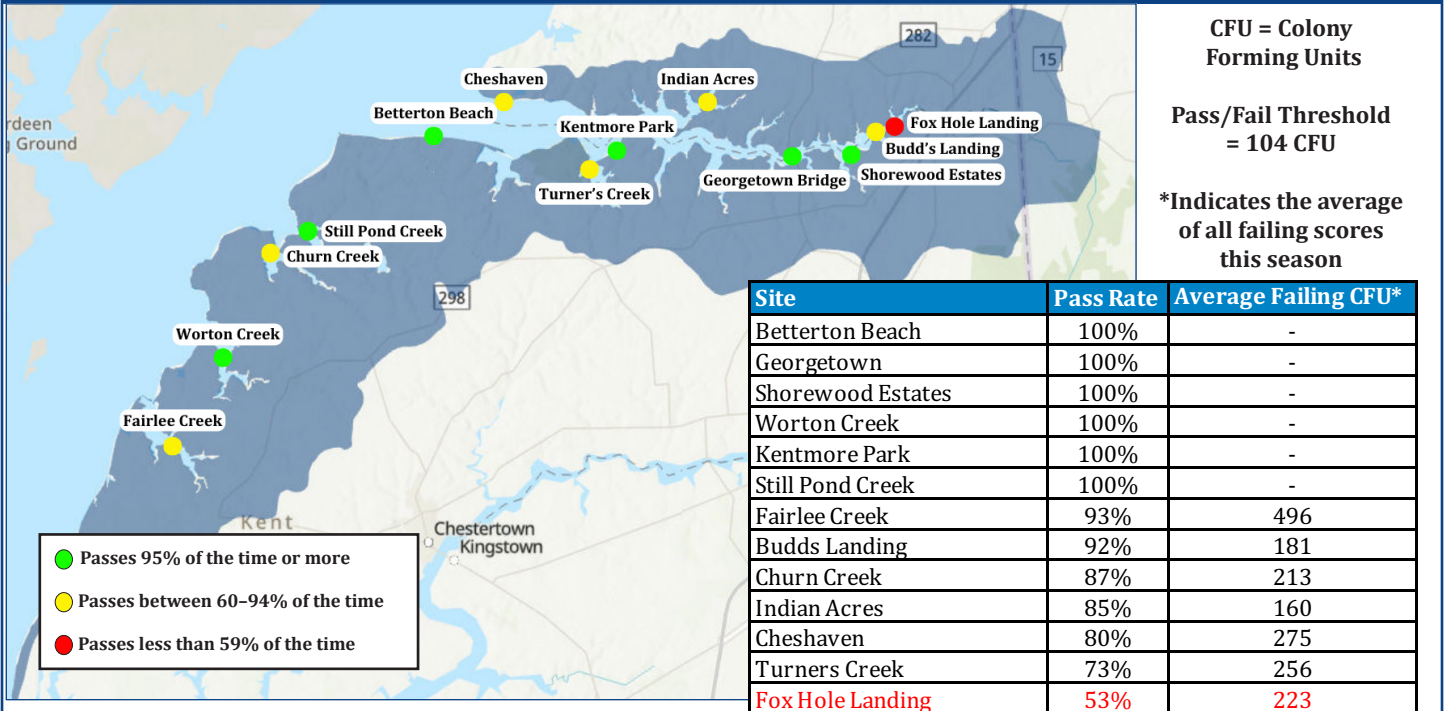 282
15
Cheshaven
Indian Acres
Betterton Beach
Kentmore Park
Fox Hole Landing
Budd's Landing
Turner's Creek
Georgetown Bridge
Shorewood Estates
rdeen
Ground
Still Pond Creek
Churn Creek
298
Worton Creek
Fairlee Creek
Kent
Chestertown
Kingstown
Passes 95% of the time or more
Passes between 60–94% of the time
Passes less than 59% of the time
CFU = Colony
Forming Units
Pass/Fail Threshold
= 104 CFU
*Indicates the average
of all failing scores
this season
Site Pass Rate Average Failing CFU*
Betterton Beach 100% -
Georgetown 100% -
Shorewood Estates 100% -
Worton Creek 100% -
Kentmore Park 100% -
Still Pond Creek 100% -
Fairlee Creek 93% 496
Budds Landing 92% 181
Churn Creek 87% 213
Indian Acres 85% 160
Cheshaven 80% 275
Turners Creek 73% 256
Fox Hole Landing 53% 223